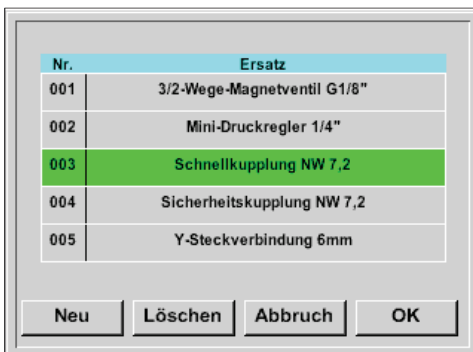 Nr. Ersatz
001 3/2-Wege-Magnetventil G1/8"
002 Mini-Druckregler 1/4"
003 Schnellkupplung NW 7,2
004 Sicherheitskupplung NW 7,2
005 Y-Steckverbindung 6mm
Neu Löschen Abbruch OK